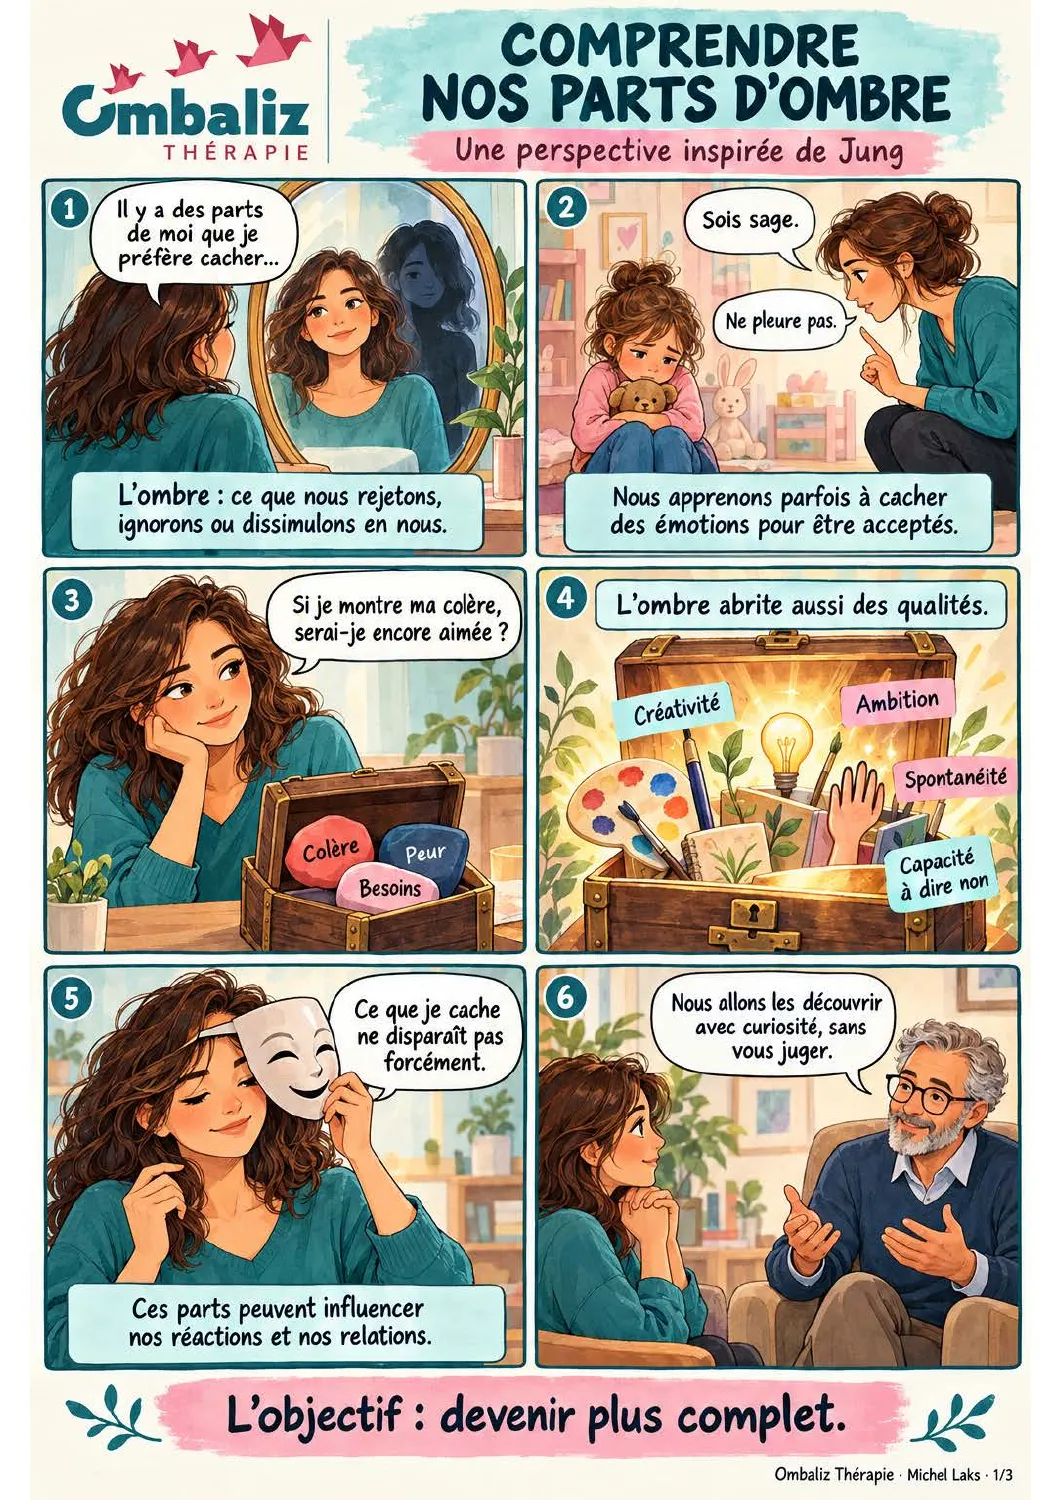 Ombaliz
THÉRAPIE
COMPRENDRE
NOS PARTS D'OMBRE
Une perspective inspirée de Jung
1
Il y a des parts
de moi que je
préfère cacher...
L'ombre : ce que nous rejetons,
ignorons ou dissimulons en nous.
2
Sois sage.
Ne pleure pas.
Nous apprenons parfois à cacher
des émotions pour être acceptés.
3
Si je montre ma colère,
serai-je encore aimée ?
Colère
Peur
Besoins
4
L'ombre abrite aussi des qualités.
Créativité
Ambition
Spontanéité
Capacité
à dire non
5
Ce que je cache
ne disparaît pas
forcément.
Ces parts peuvent influencer
nos réactions et nos relations.
6
Nous allons les découvrir
avec curiosité, sans
vous juger.
L'objectif : devenir plus complet.
Ombaliz Thérapie · Michel Laks · 1/3